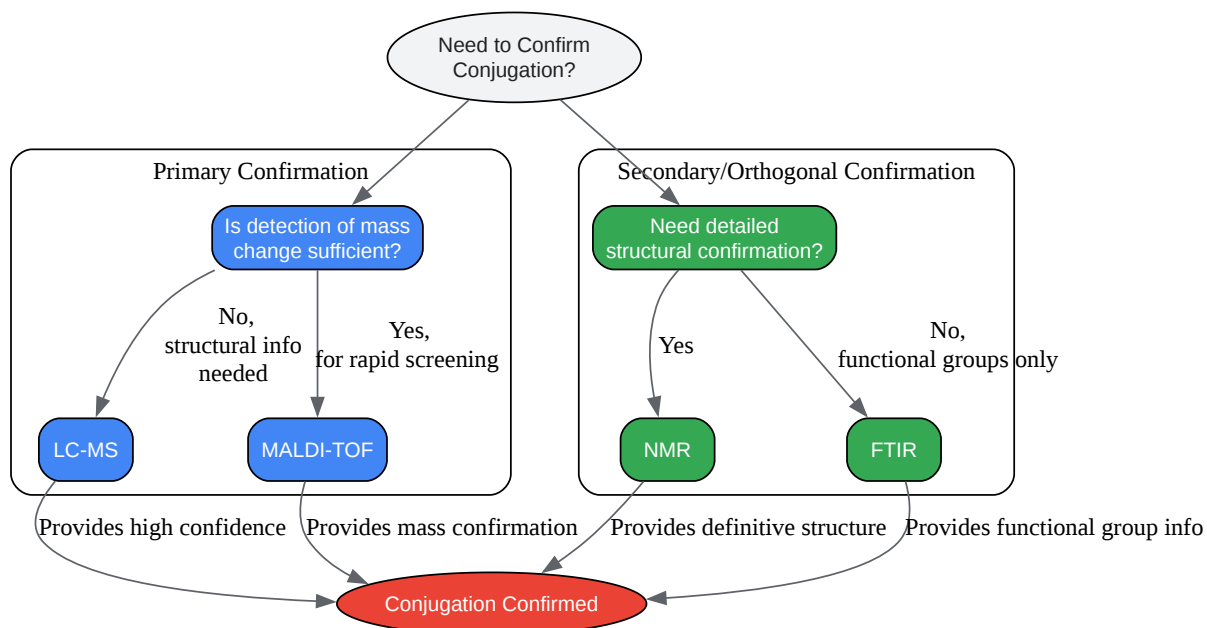 Need to Confirm
Conjugation?
Primary Confirmation
Secondary/Orthogonal Confirmation
Is detection of mass
change sufficient?
Need detailed
structural confirmation?
No,
structural info
needed
Yes,
for rapid screening
Yes
No,
functional groups only
LC-MS
MALDI-TOF
NMR
FTIR
Provides high confidence
Provides mass confirmation
Provides definitive structure
Provides functional group info
Conjugation Confirmed